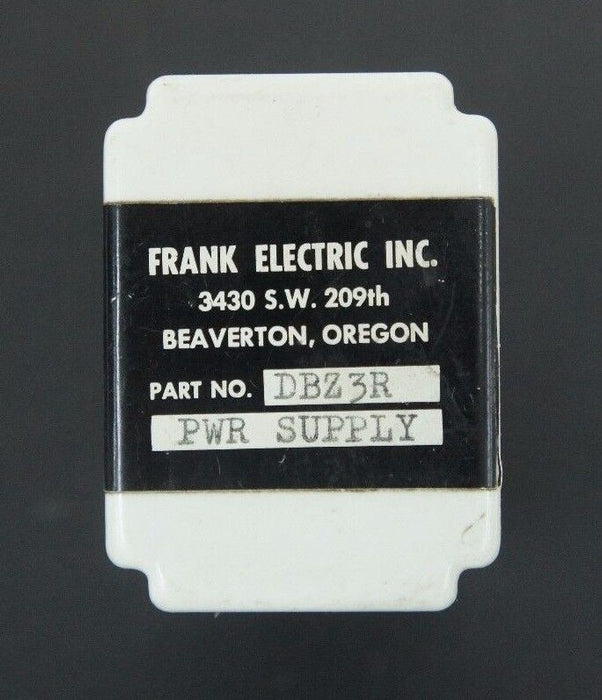 FRANK ELECTRIC INC.
3430 S.W. 209th
BEAVERTON, OREGON
PART NO. DBZ3R
PWR SUPPLY